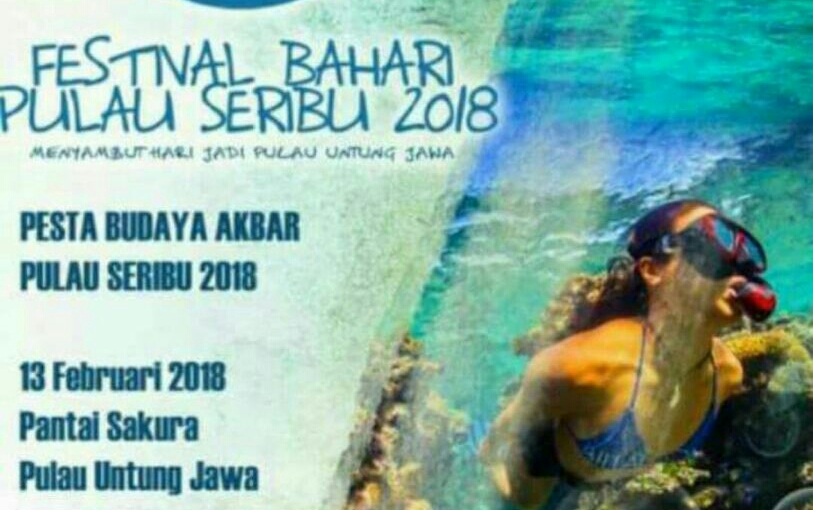 FESTIVAL BAHARI
PULAU SERIBU 2018
MENYAMBUT HARI JADI PULAU UNTUNG JAWA
PESTA BUDAYA AKBAR
PULAU SERIBU 2018
13 Februari 2018
Pantai Sakura
Pulau Untung Jawa